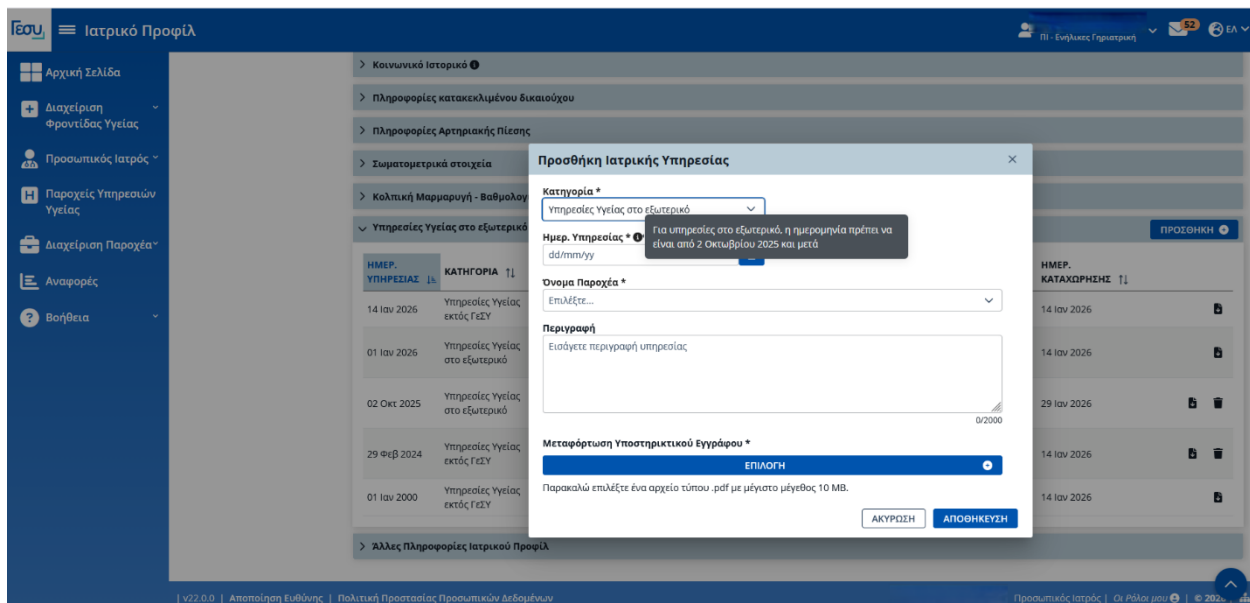 Γεσυ
Ιατρικό Προφίλ
ΠΙ - Ενήλικες Γηριατρική
52
ΕΛ
Αρχική Σελίδα
Διαχείριση
Φροντίδας Υγείας
Προσωπικός Ιατρός
Παροχείς Υπηρεσιών
Υγείας
Διαχείριση Παροχέα
Αναφορές
Βοήθεια
Κοινωνικό Ιστορικό
Πληροφορίες κατακεκλιμένου δικαιούχου
Πληροφορίες Αρτηριακής Πίεσης
Σωματομετρικά στοιχεία
Κολπική Μαρμαρυγή - Βαθμολογ
Υπηρεσίες Υγείας στο εξωτερικό
ΠΡΟΣΘΗΚΗ
ΗΜΕΡ.
ΥΠΗΡΕΣΙΑΣ
ΚΑΤΗΓΟΡΙΑ
ΗΜΕΡ.
ΚΑΤΑΧΩΡΗΣΗΣ
14 Ιαν 2026
Υπηρεσίες Υγείας
εκτός ΓεΣΥ
14 Ιαν 2026
01 Ιαν 2026
Υπηρεσίες Υγείας
στο εξωτερικό
14 Ιαν 2026
02 Οκτ 2025
Υπηρεσίες Υγείας
στο εξωτερικό
29 Ιαν 2026
29 Φεβ 2024
Υπηρεσίες Υγείας
εκτός ΓεΣΥ
14 Ιαν 2026
01 Ιαν 2000
Υπηρεσίες Υγείας
εκτός ΓεΣΥ
14 Ιαν 2026
Άλλες Πληροφορίες Ιατρικού Προφίλ
Προσθήκη Ιατρικής Υπηρεσίας
Κατηγορία *
Υπηρεσίες Υγείας στο εξωτερικό
Για υπηρεσίες στο εξωτερικό, η ημερομηνία πρέπει να
είναι από 2 Οκτωβρίου 2025 και μετά
Ημερ. Υπηρεσίας *
dd/mm/yy
Όνομα Παροχέα *
Επιλέξτε...
Περιγραφή
Εισάγετε περιγραφή υπηρεσίας
0/2000
Μεταφόρτωση Υποστηρικτικού Εγγράφου *
ΕΠΙΛΟΓΗ
Παρακαλώ επιλέξτε ένα αρχείο τύπου .pdf με μέγιστο μέγεθος 10 MB.
ΑΚΥΡΩΣΗ
ΑΠΟΘΗΚΕΥΣΗ
| v22.0.0 | Αποποίηση Ευθύνης | Πολιτική Προστασίας Προσωπικών Δεδομένων
Προσωπικός Ιατρός | Οι Ρόλοι μου | © 202